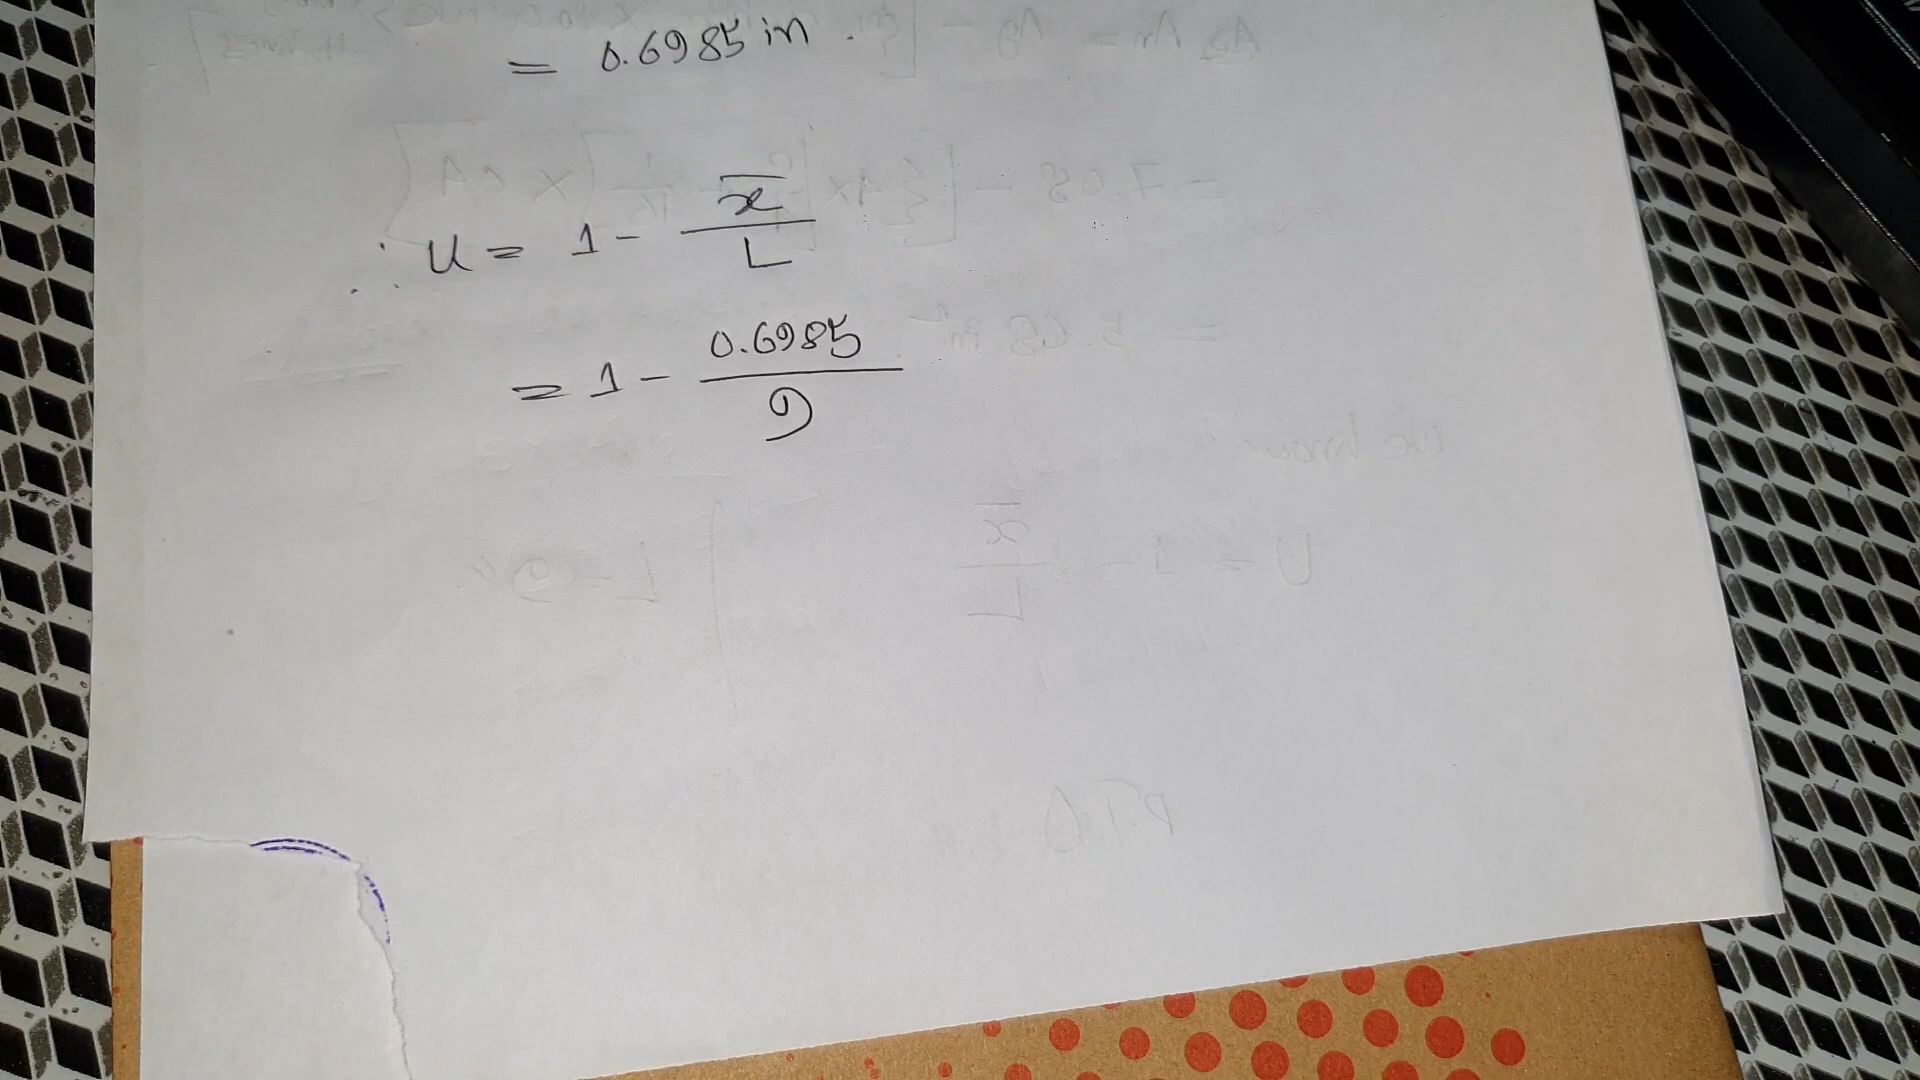 = 0.6985 in.
∴ U = 1 - x̄/L
= 1 - 0.6985/9